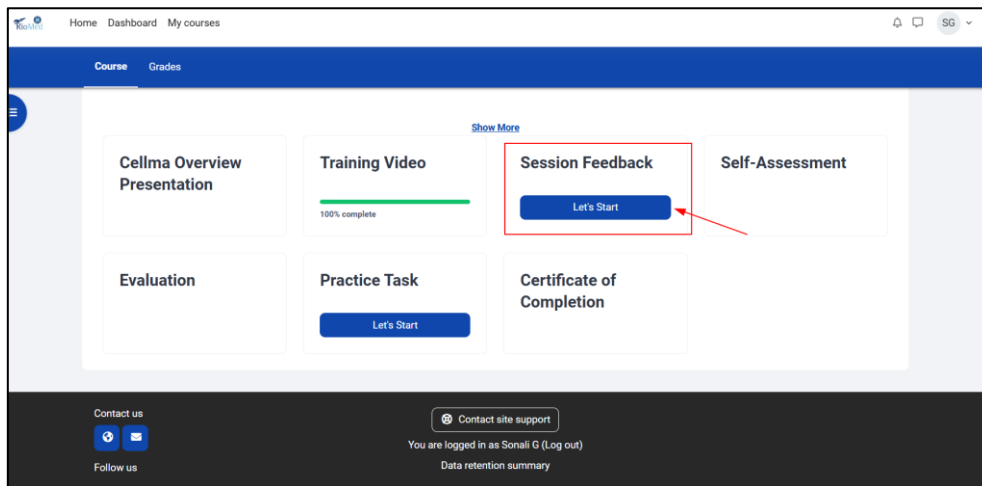 RioMed
Home Dashboard My courses
SG
Course Grades
Show More
Cellma Overview
Presentation
Training Video
100% complete
Session Feedback
Let's Start
Self-Assessment
Evaluation
Practice Task
Let's Start
Certificate of
Completion
Contact us
Follow us
Contact site support
You are logged in as Sonali G (Log out)
Data retention summary